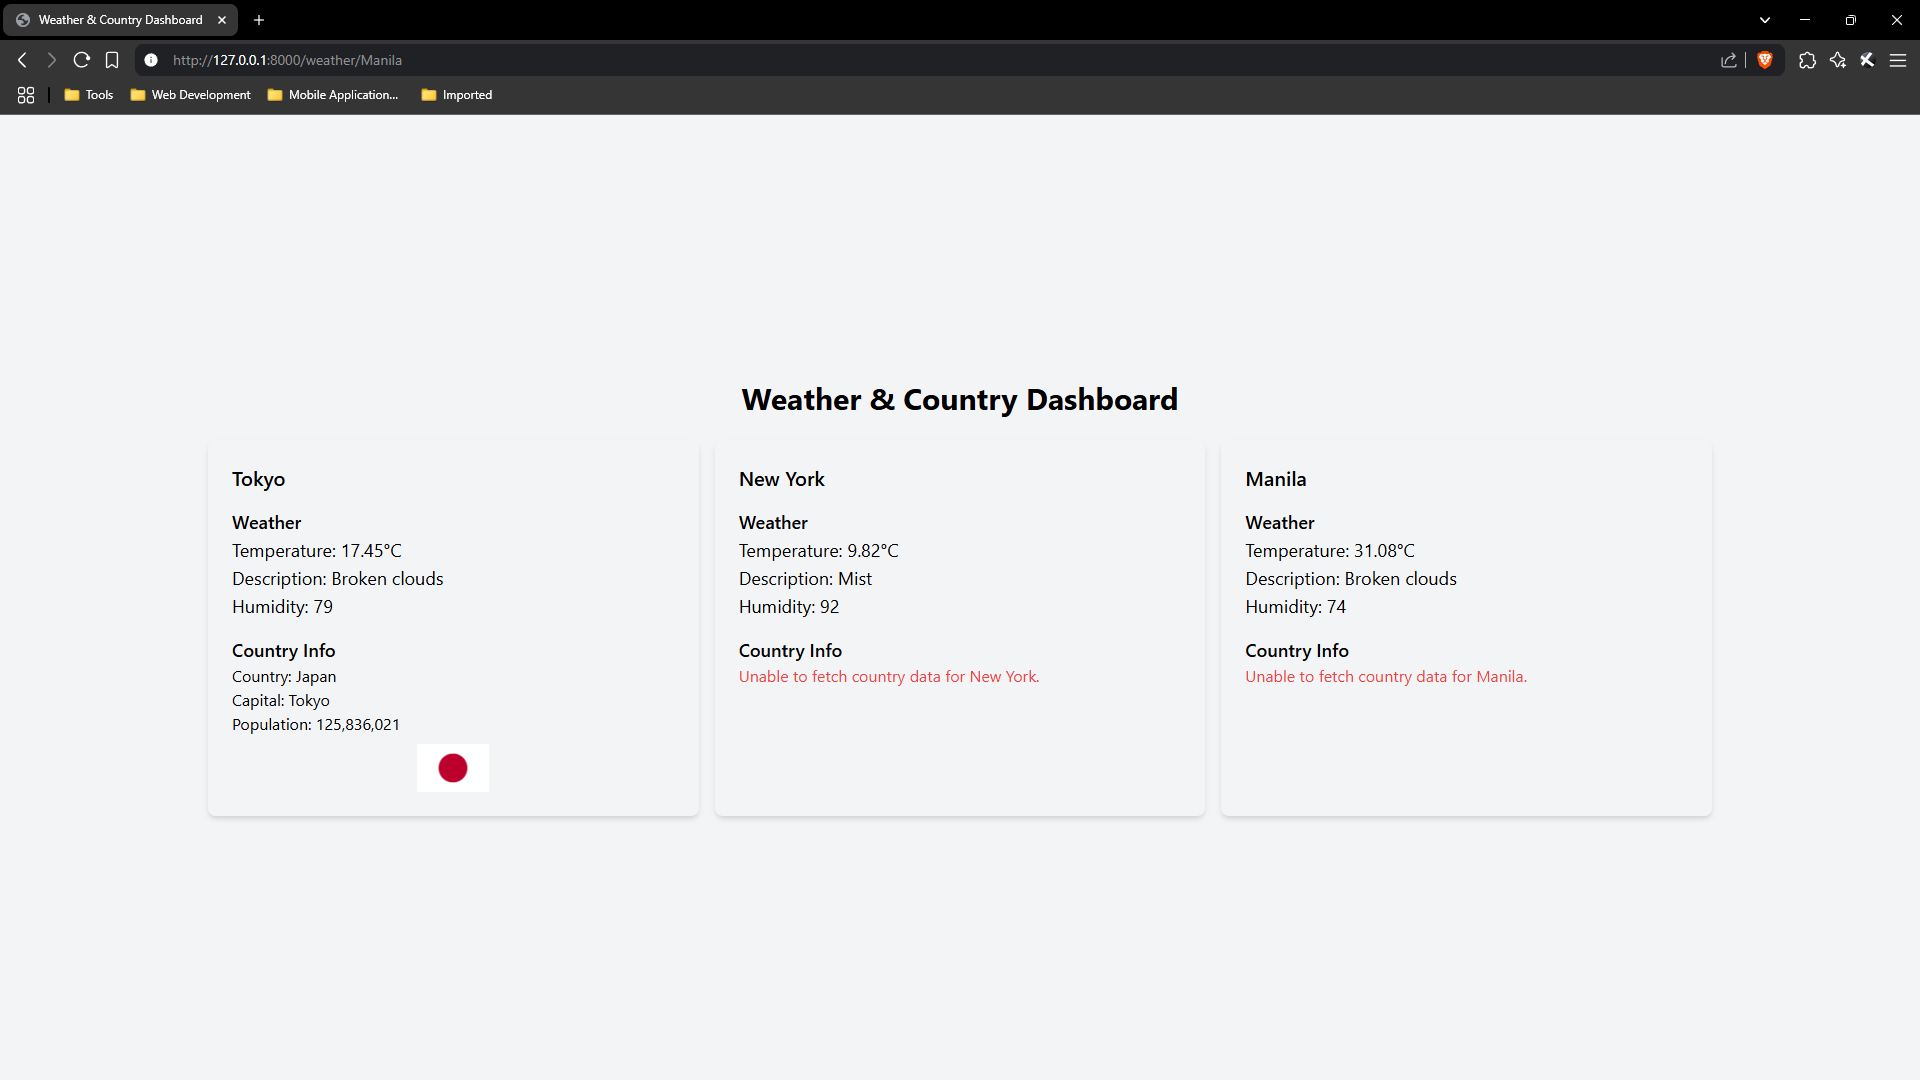 Weather & Country Dashboard
http://127.0.0.1:8000/weather/Manila
Tools
Web Development
Mobile Application...
Imported
Weather & Country Dashboard
Tokyo
Weather
Temperature: 17.45°C
Description: Broken clouds
Humidity: 79
Country Info
Country: Japan
Capital: Tokyo
Population: 125,836,021
New York
Weather
Temperature: 9.82°C
Description: Mist
Humidity: 92
Country Info
Unable to fetch country data for New York.
Manila
Weather
Temperature: 31.08°C
Description: Broken clouds
Humidity: 74
Country Info
Unable to fetch country data for Manila.